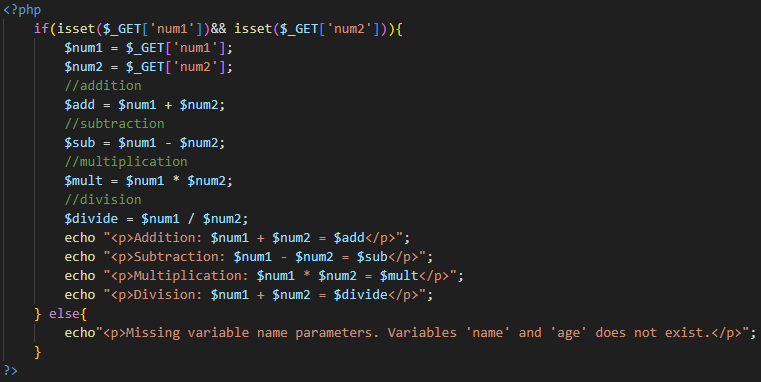 <?php
if(isset($_GET['num1'])&& isset($_GET['num2'])){
$num1 = $_GET['num1'];
$num2 = $_GET['num2'];
//addition
$add = $num1 + $num2;
//subtraction
$sub = $num1 - $num2;
//multiplication
$mult = $num1 * $num2;
//division
$divide = $num1 / $num2;
echo "<p>Addition: $num1 + $num2 = $add</p>";
echo "<p>Subtraction: $num1 - $num2 = $sub</p>";
echo "<p>Multiplication: $num1 * $num2 = $mult</p>";
echo "<p>Division: $num1 + $num2 = $divide</p>";
} else{
echo"<p>Missing variable name parameters. Variables 'name' and 'age' does not exist.</p>";
}
?>